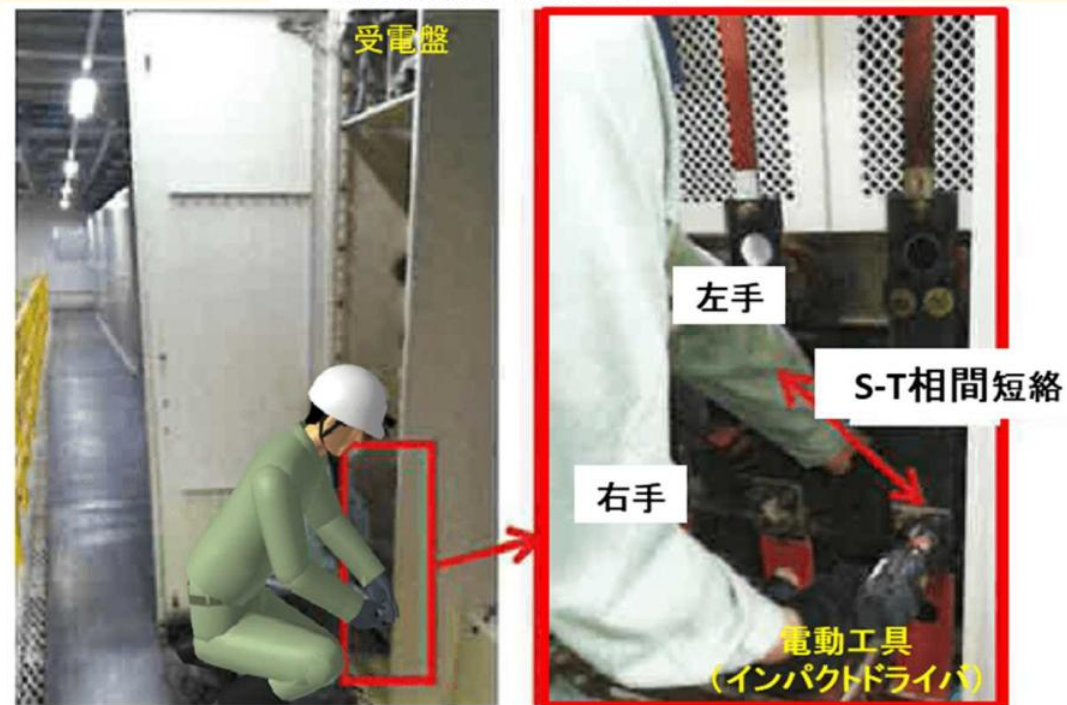 受電盤
左手
S-T相間短絡
右手
電動工具
(インパクトドライバ)